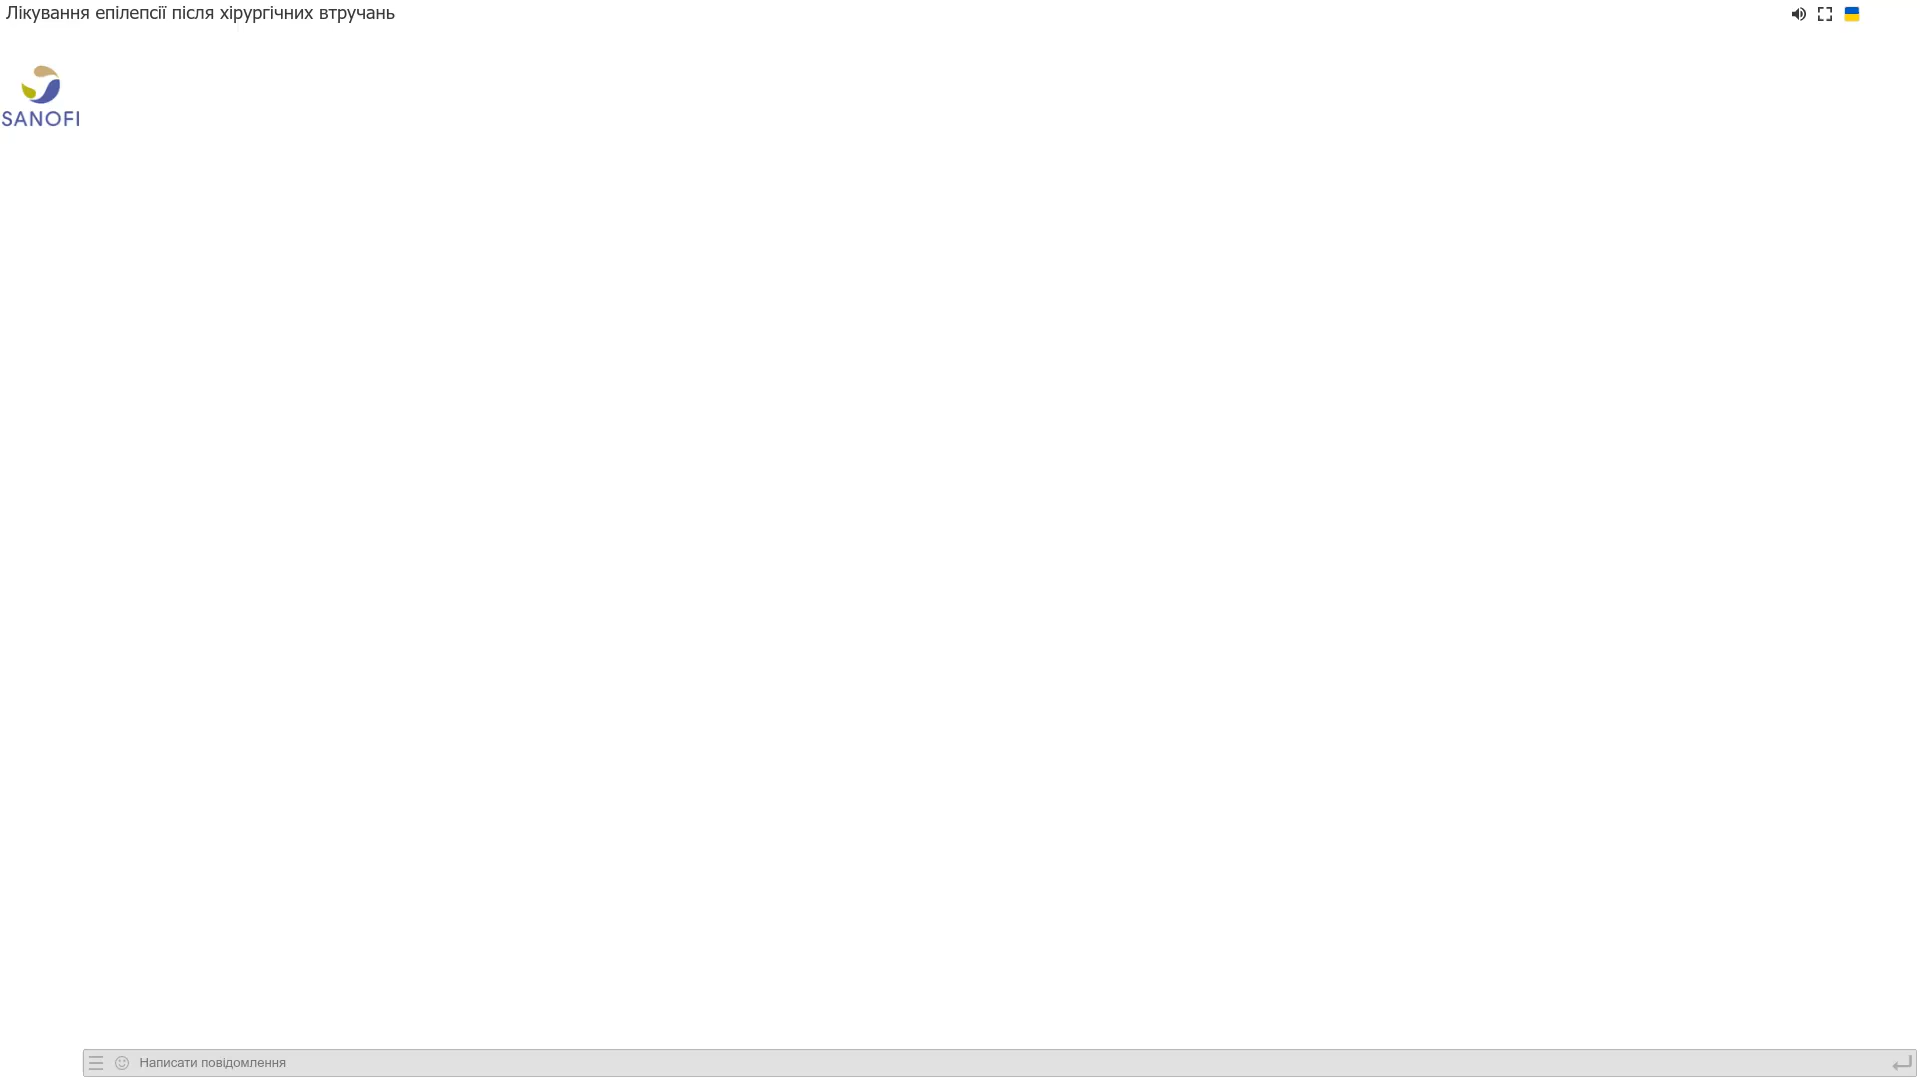 Лікування епілепсії після хірургічних втручань
SANOFI
Написати повідомлення